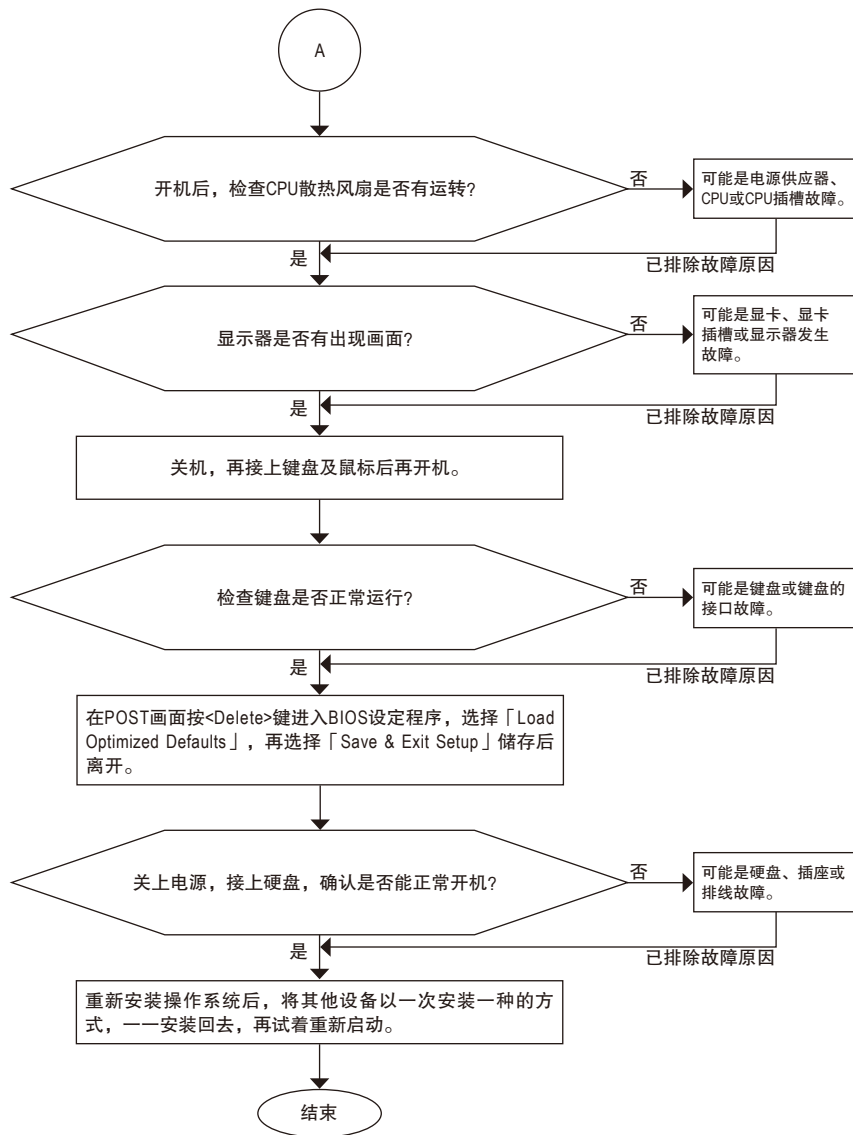 A
开机后，检查CPU散热风扇是否有运转？
否
可能是电源供应器、
CPU或CPU插槽故障。
是
已排除故障原因
显示器是否有出现画面？
否
可能是显卡、显卡
插槽或显示器发生
故障。
是
已排除故障原因
关机，再接上键盘及鼠标后再开机。
检查键盘是否正常运行？
否
可能是键盘或键盘的
接口故障。
是
已排除故障原因
在POST画面按<Delete>键进入BIOS设定程序，选择「Load
Optimized Defaults」，再选择「Save & Exit Setup」储存后
离开。
关上电源，接上硬盘，确认是否能正常开机？
否
可能是硬盘、插座或
排线故障。
是
已排除故障原因
重新安装操作系统后，将其他设备以一次安装一种的方
式，一一安装回去，再试着重新启动。
结束